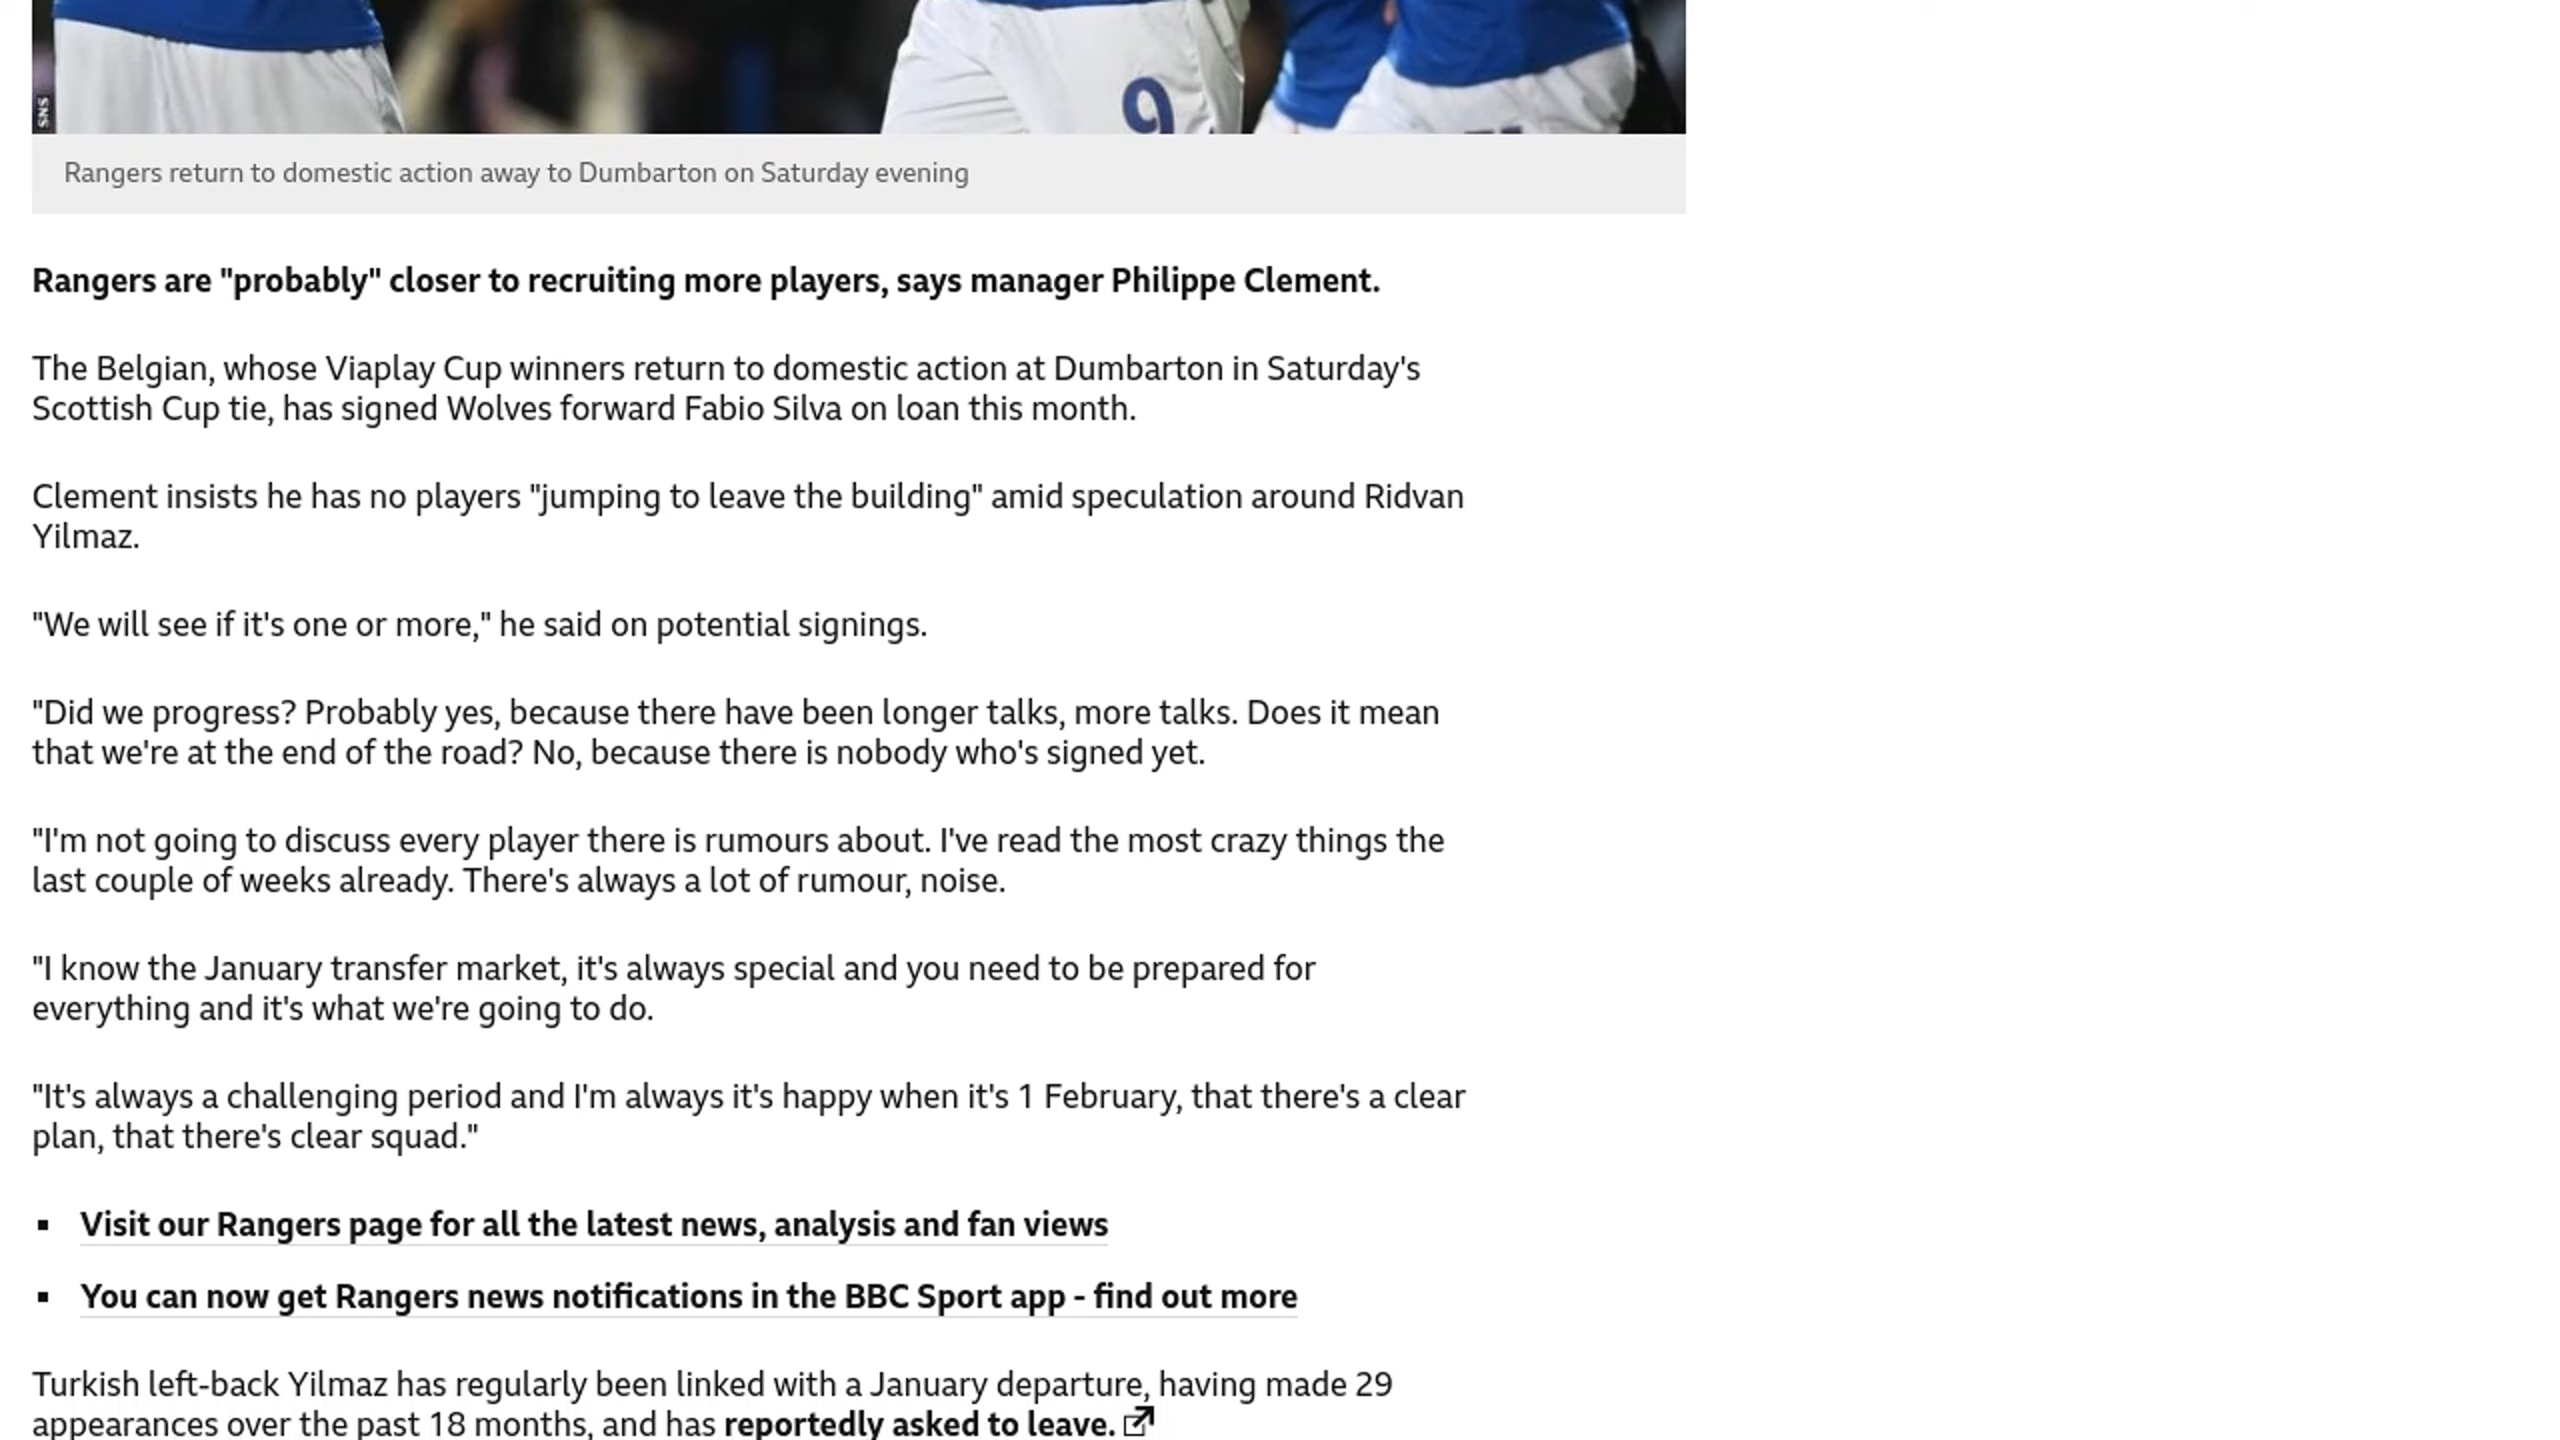 9
SNS
Rangers return to domestic action away to Dumbarton on Saturday evening
Rangers are "probably" closer to recruiting more players, says manager Philippe Clement.
The Belgian, whose Viaplay Cup winners return to domestic action at Dumbarton in Saturday's
Scottish Cup tie, has signed Wolves forward Fabio Silva on loan this month.
Clement insists he has no players "jumping to leave the building" amid speculation around Ridvan
Yilmaz.
"We will see if it's one or more," he said on potential signings.
"Did we progress? Probably yes, because there have been longer talks, more talks. Does it mean
that we're at the end of the road? No, because there is nobody who's signed yet.
"I'm not going to discuss every player there is rumours about. I've read the most crazy things the
last couple of weeks already. There's always a lot of rumour, noise.
"I know the January transfer market, it's always special and you need to be prepared for
everything and it's what we're going to do.
"It's always a challenging period and I'm always it's happy when it's 1 February, that there's a clear
plan, that there's clear squad."
▪ Visit our Rangers page for all the latest news, analysis and fan views
▪ You can now get Rangers news notifications in the BBC Sport app - find out more
Turkish left-back Yilmaz has regularly been linked with a January departure, having made 29
appearances over the past 18 months, and has reportedly asked to leave.